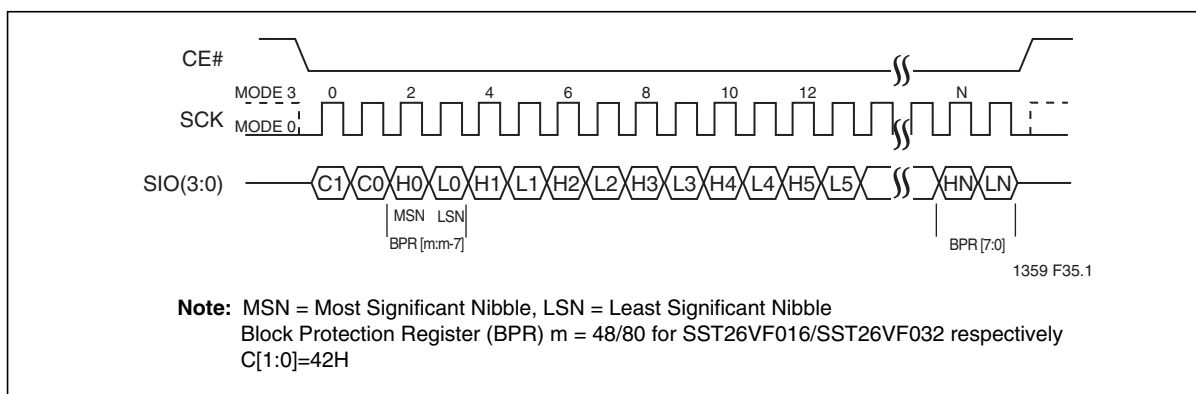 CE#
MODE 3 0 2 4 6 8 10 12 N
SCK
MODE 0
SIO(3:0) C1 C0 H0 L0 H1 L1 H2 L2 H3 L3 H4 L4 H5 L5 HN LN
MSN LSN
BPR [m:m-7] BPR [7:0]
1359 F35.1
Note: MSN = Most Significant Nibble, LSN = Least Significant Nibble
Block Protection Register (BPR) m = 48/80 for SST26VF016/SST26VF032 respectively
C[1:0]=42H